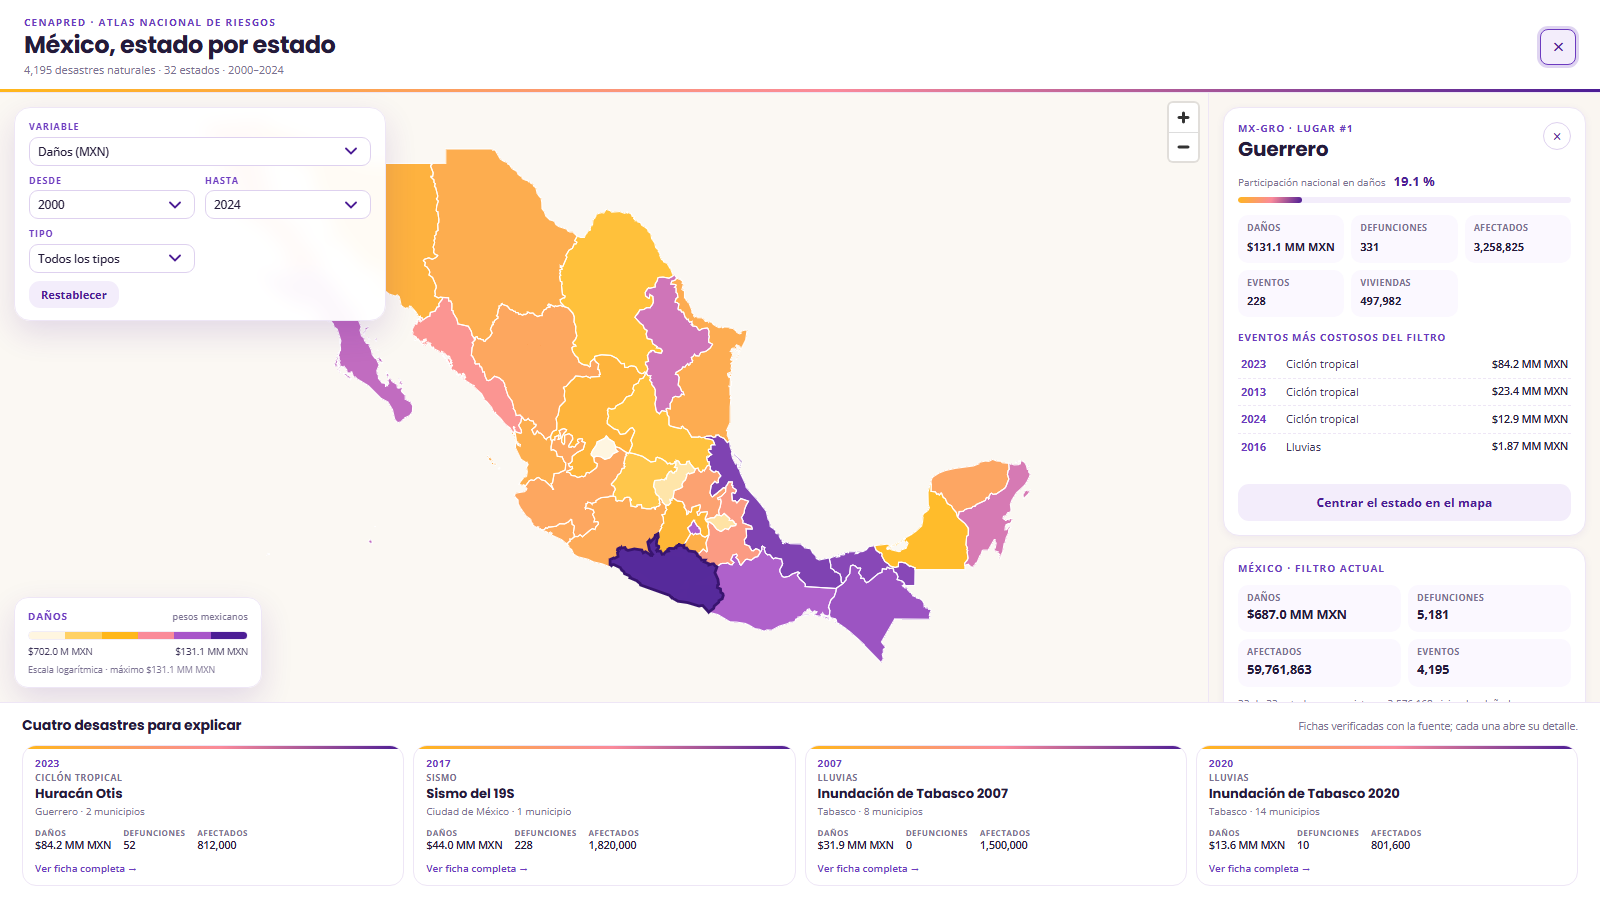 CENAPRED · ATLAS NACIONAL DE RIESGOS
México, estado por estado
4,195 desastres naturales · 32 estados · 2000–2024
×
VARIABLE
Daños (MXN)
DESDE
HASTA
2000
2024
TIPO
Todos los tipos
Restablecer
+
−
DAÑOS
pesos mexicanos
$702.0 M MXN
$131.1 MM MXN
Escala logarítmica · máximo $131.1 MM MXN
MX-GRO · LUGAR #1
Guerrero
×
Participación nacional en daños 19.1 %
DAÑOS
$131.1 MM MXN
DEFUNCIONES
331
AFECTADOS
3,258,825
EVENTOS
228
VIVIENDAS
497,982
EVENTOS MÁS COSTOSOS DEL FILTRO
2023 Ciclón tropical $84.2 MM MXN
2013 Ciclón tropical $23.4 MM MXN
2024 Ciclón tropical $12.9 MM MXN
2016 Lluvias $1.87 MM MXN
Centrar el estado en el mapa
MÉXICO · FILTRO ACTUAL
DAÑOS
$687.0 MM MXN
DEFUNCIONES
5,181
AFECTADOS
59,761,863
EVENTOS
4,195
Cuatro desastres para explicar
Fichas verificadas con la fuente; cada una abre su detalle.
2023
CICLÓN TROPICAL
Huracán Otis
Guerrero · 2 municipios
DAÑOS DEFUNCIONES AFECTADOS
$84.2 MM MXN 52 812,000
Ver ficha completa →
2017
SISMO
Sismo del 19S
Ciudad de México · 1 municipio
DAÑOS DEFUNCIONES AFECTADOS
$44.0 MM MXN 228 1,820,000
Ver ficha completa →
2007
LLUVIAS
Inundación de Tabasco 2007
Tabasco · 8 municipios
DAÑOS DEFUNCIONES AFECTADOS
$31.9 MM MXN 0 1,500,000
Ver ficha completa →
2020
LLUVIAS
Inundación de Tabasco 2020
Tabasco · 14 municipios
DAÑOS DEFUNCIONES AFECTADOS
$13.6 MM MXN 10 801,600
Ver ficha completa →